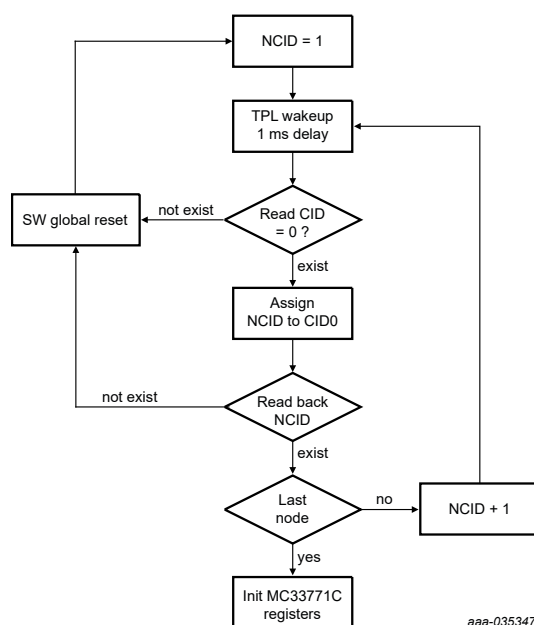 NCID = 1
TPL wakeup
1 ms delay
SW global reset
not exist
Read CID
= 0 ?
exist
Assign
NCID to CID0
not exist
Read back
NCID
exist
Last
node
no
NCID + 1
yes
Init MC33771C
registers
aaa-035347